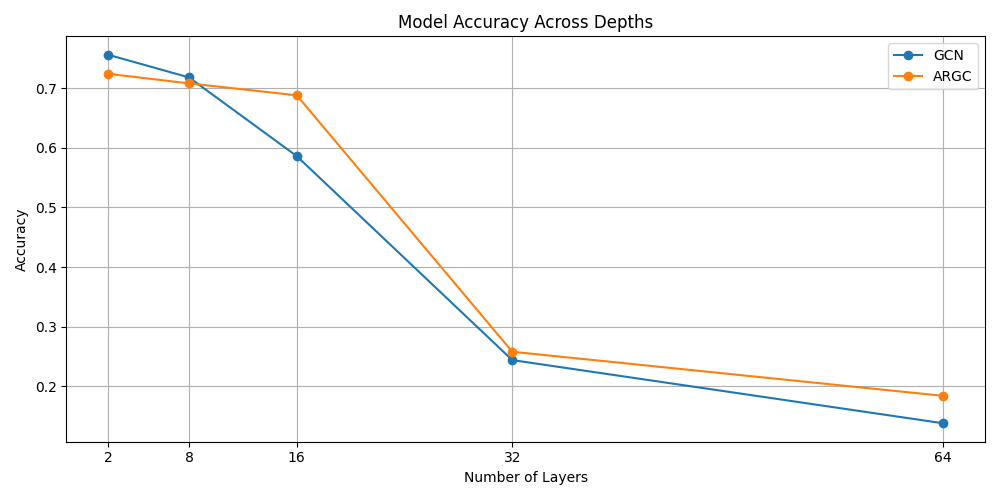 Model Accuracy Across Depths
GCN
ARGC
Accuracy
0.7
0.6
0.5
0.4
0.3
0.2
2 8 16 32 64
Number of Layers